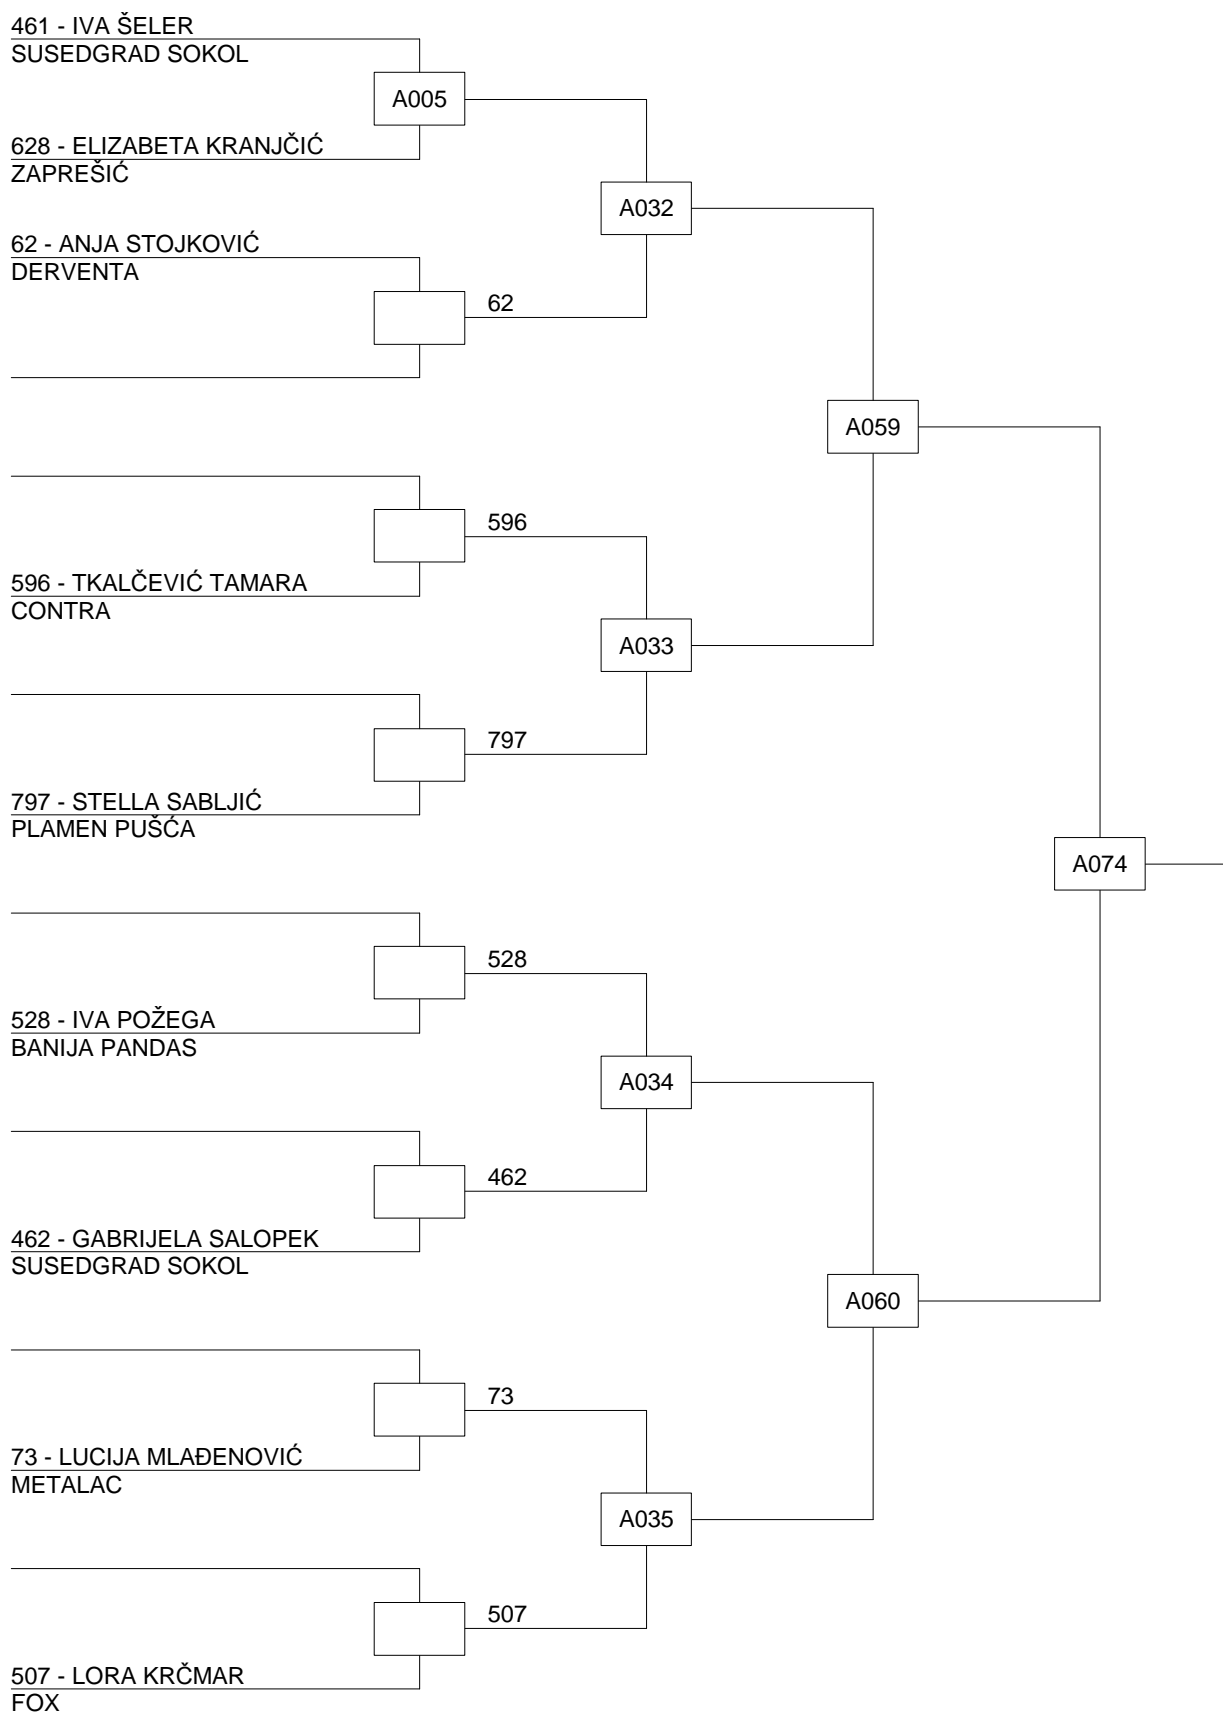 461 - IVA ŠELER
SUSEDGRAD SOKOL
A005
628 - ELIZABETA KRANJČIĆ
ZAPREŠIĆ
A032
62 - ANJA STOJKOVIĆ
DERVENTA
62
A059
596
596 - TKALČEVIĆ TAMARA
CONTRA
A033
797
797 - STELLA SABLJIĆ
PLAMEN PUŠĆA
A074
528
528 - IVA POŽEGA
BANIJA PANDAS
A034
462
462 - GABRIJELA SALOPEK
SUSEDGRAD SOKOL
A060
73
73 - LUCIJA MLAĐENOVIĆ
METALAC
A035
507
507 - LORA KRČMAR
FOX